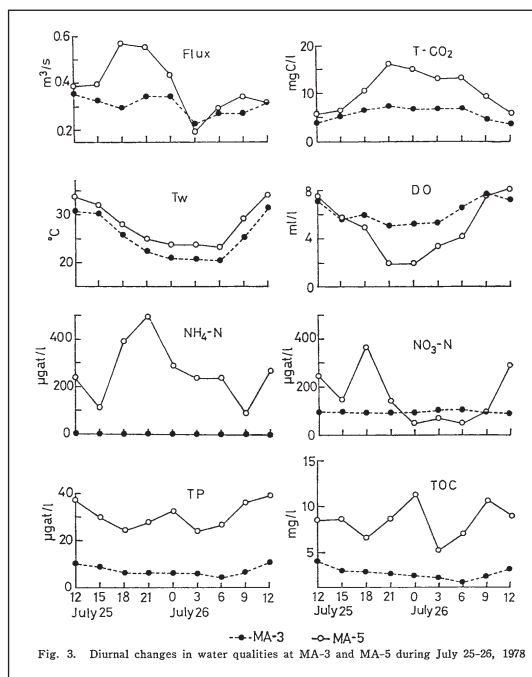 Flux
m³/s
0.6
0.4
0.2
T-CO₂
mgC/l
20
15
10
5
0
Tw
°C
30
20
DO
ml/l
8
6
4
2
0
NH₄-N
µgat/l
400
200
0
NO₃-N
µgat/l
400
200
0
TP
µgat/l
40
20
0
TOC
mg/l
15
10
5
12 15 18 21 0 3 6 9 12
July 25 July 26
12 15 18 21 0 3 6 9 12
July 25 July 26
--●-- MA-3 —○— MA-5
Fig. 3. Diurnal changes in water qualities at MA-3 and MA-5 during July 25-26, 1978